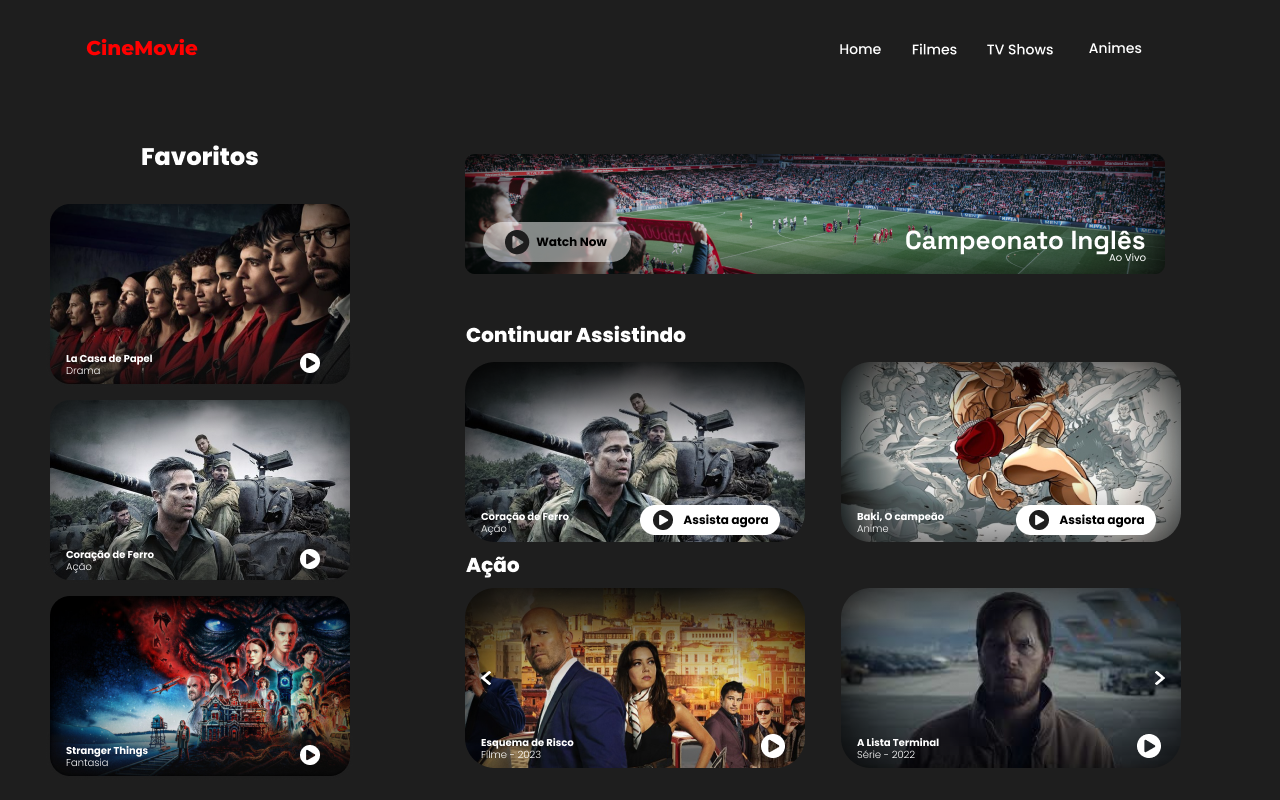 CineMovie
Home
Filmes
TV Shows
Animes
Favoritos
La Casa de Papel
Drama
FURY
Coração de Ferro
Ação
Stranger Things
Fantasia
Watch Now
Campeonato Inglês
Ao Vivo
Continuar Assistindo
FURY
Coração de Ferro
Ação
Assista agora
Baki, O campeão
Anime
Assista agora
Ação
Esquema de Risco
Filme - 2023
A Lista Terminal
Série - 2022